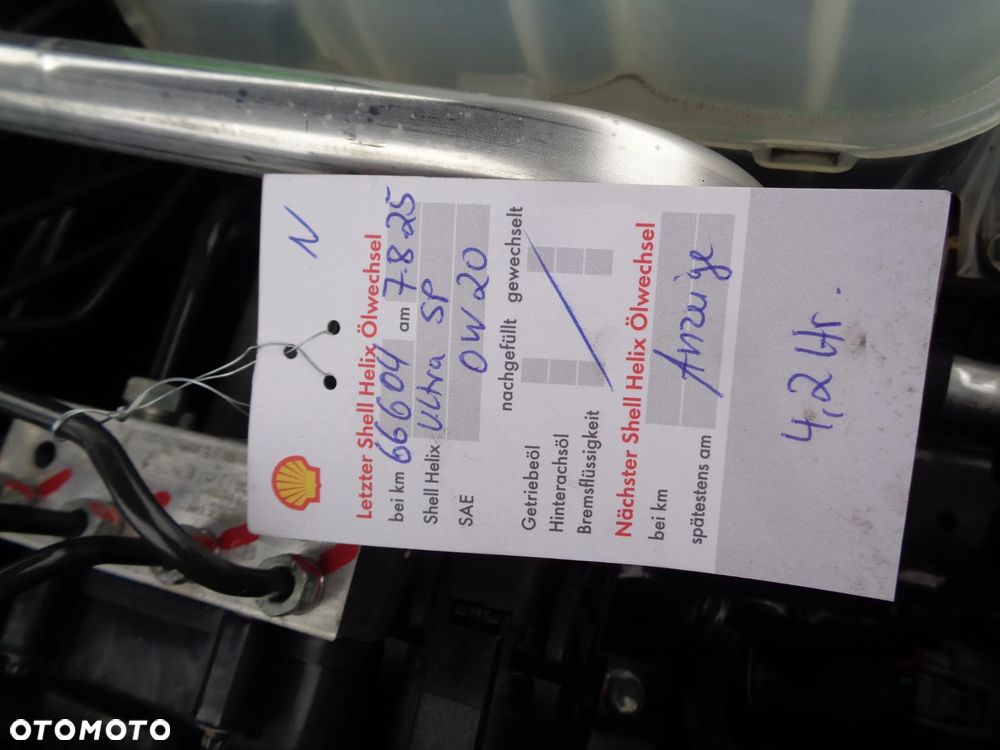 N
Letzter Shell Helix Ölwechsel
bei km 66604 am 7.8.25
Shell Helix Ultra SP
SAE 0W20
nachgefüllt gewechselt
Getriebeöl
Hinterachsöl
Bremsflüssigkeit
Nächster Shell Helix Ölwechsel
bei km Anzeige
spätestens am
4,2 Ltr.
OTOMOTO